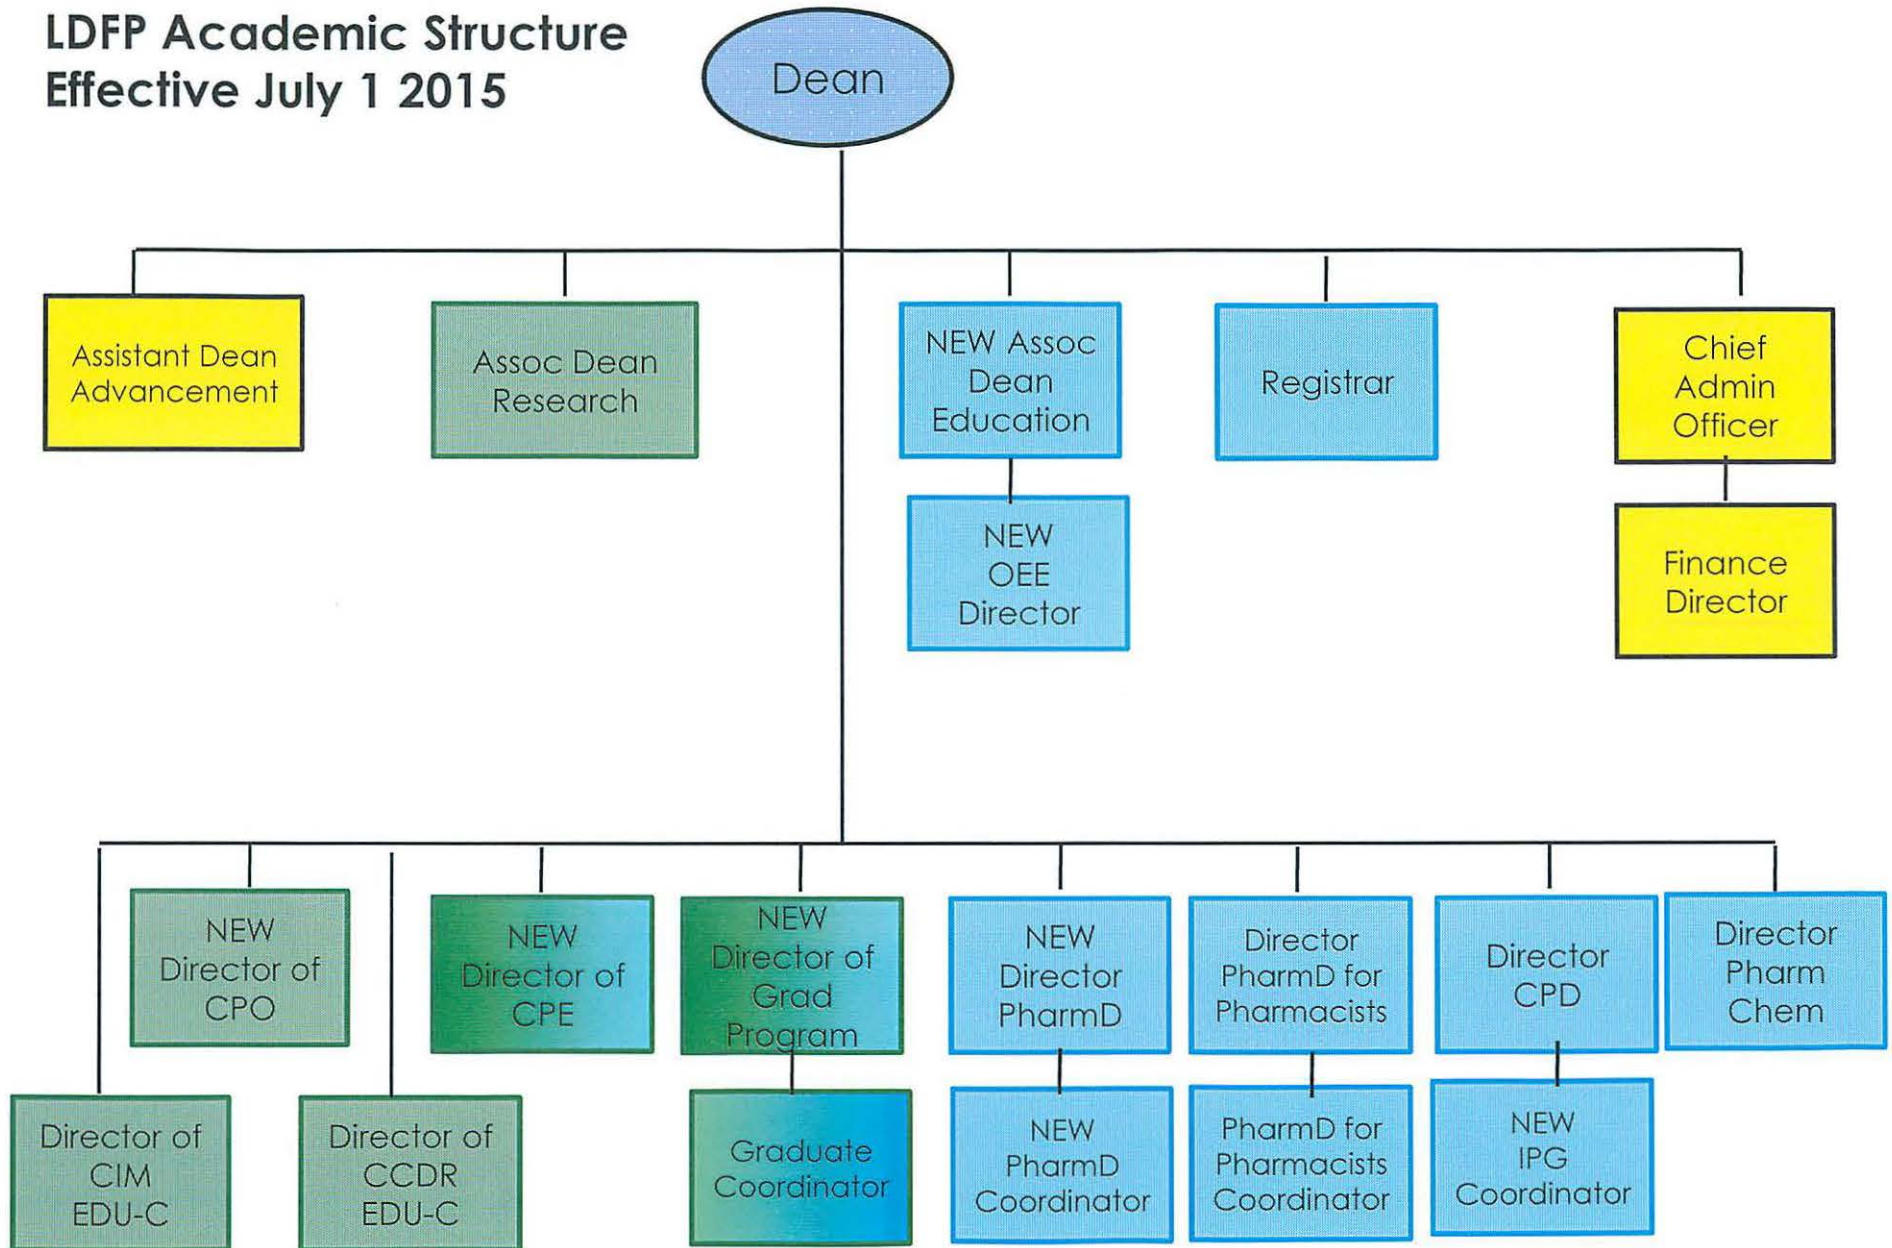 LDFP Academic Structure
Effective July 1 2015
Dean
Assistant Dean
Advancement
Assoc Dean
Research
NEW Assoc
Dean
Education
Registrar
Chief
Admin
Officer
NEW
OEE
Director
Finance
Director
NEW
Director of
CPO
NEW
Director of
CPE
NEW
Director of
Grad
Program
NEW
Director
PharmD
Director
PharmD for
Pharmacists
Director
CPD
Director
Pharm
Chem
Director of
CIM
EDU-C
Director of
CCDR
EDU-C
Graduate
Coordinator
NEW
PharmD
Coordinator
PharmD for
Pharmacists
Coordinator
NEW
IPG
Coordinator